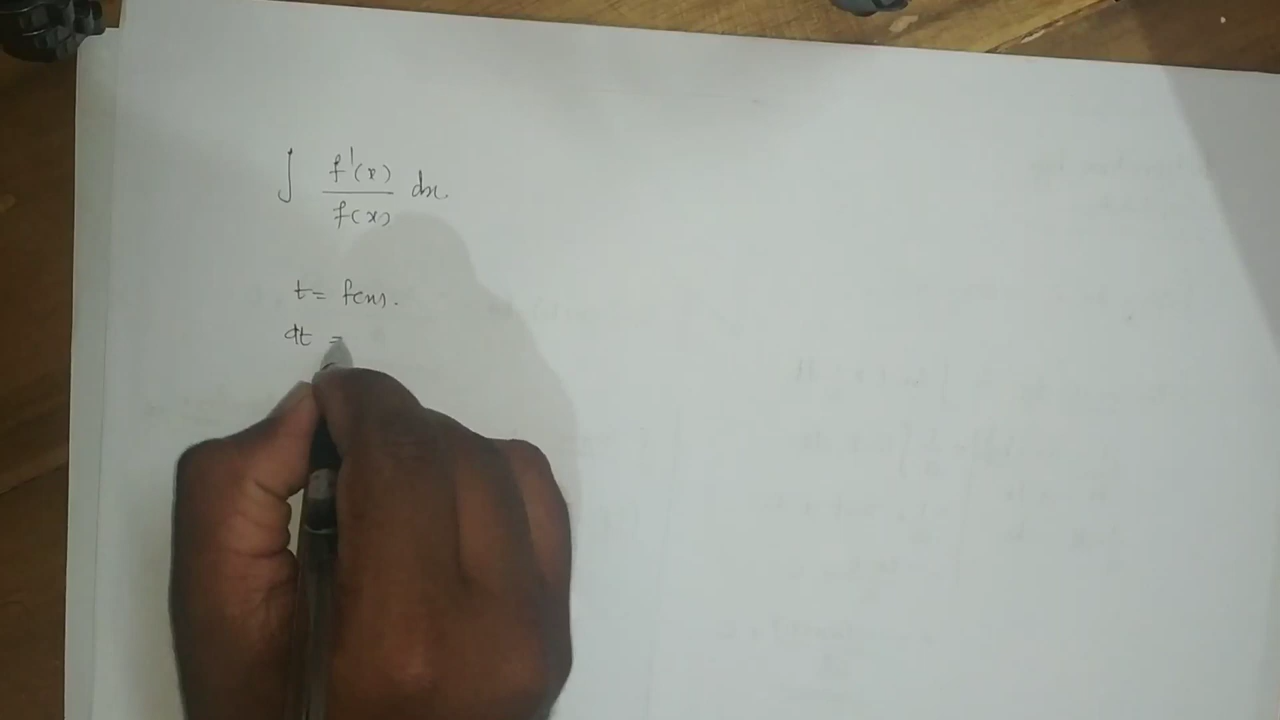 ∫ f'(x) / f(x) dx.
t = f(x).
dt =